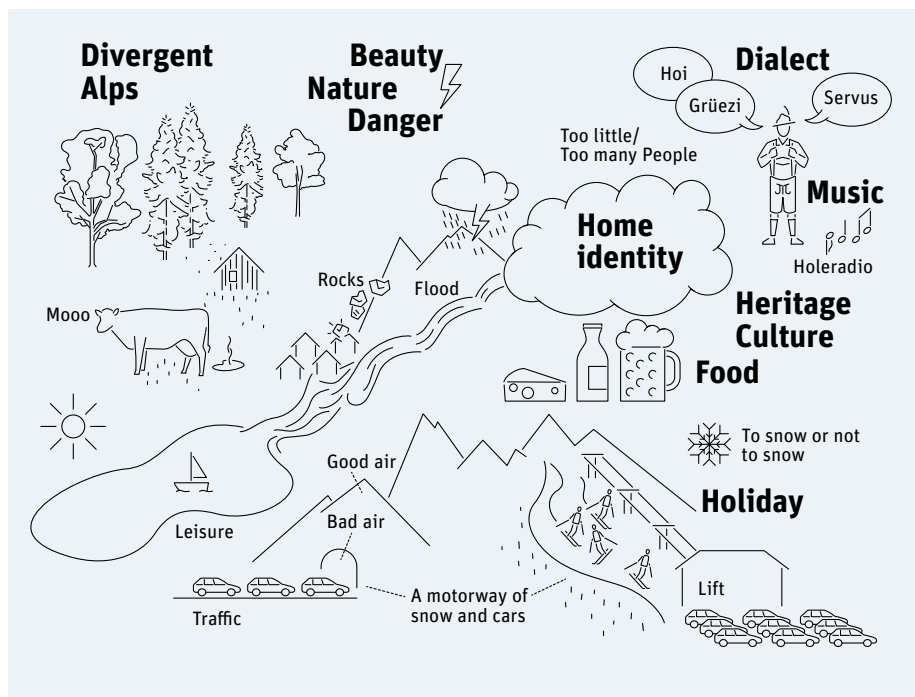 Divergent
Alps
Beauty
Nature
Danger
Dialect
Hoi
Grüezi
Servus
Too little/
Too many People
Home
identity
Music
Holeradio
Rocks
Flood
Mooo
Heritage
Culture
Food
To snow or not
to snow
Good air
Holiday
Bad air
Leisure
A motorway of
snow and cars
Lift
Traffic